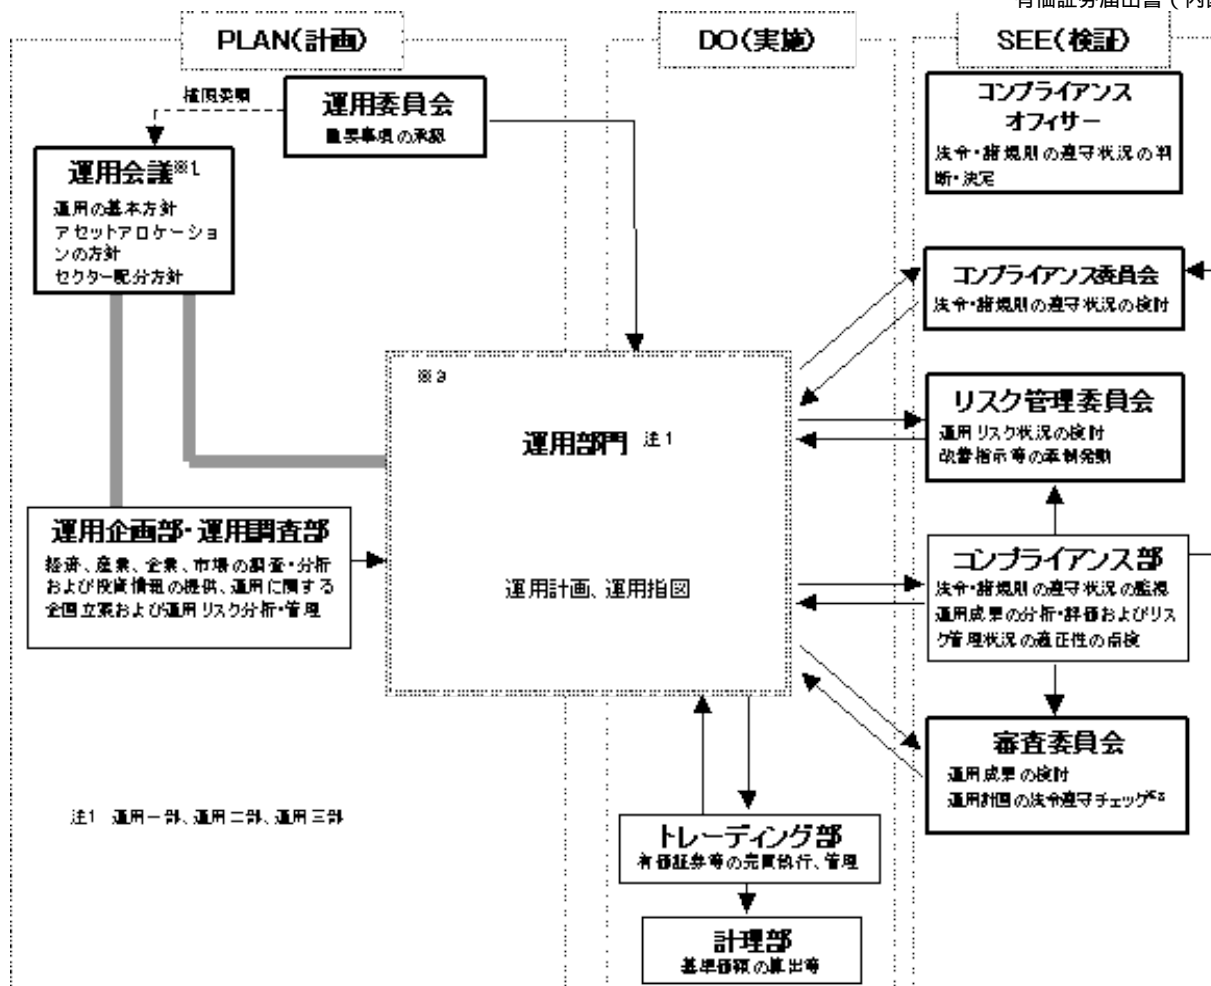 有価証券届出書(内国
PLAN(計画)
DO(実施)
SEE(検証)
権限委嘱
運用委員会
重要事項の承認
運用会議※1
運用の基本方針
アセットアロケーショ
ンの方針
セクター配分方針
コンプライアンス
オフィサー
法令・諸規則の遵守状況の判
断・決定
コンプライアンス委員会
法令・諸規則の遵守状況の検討
※3
運用部門 注1
運用計画、運用指図
リスク管理委員会
運用リスク状況の検討
改善指示等の牽制発動
運用企画部・運用調査部
経済、産業、企業、市場の調査・分析
および投資情報の提供、運用に関する
企画立案および運用リスク分析・管理
コンプライアンス部
法令・諸規則の遵守状況の監視
運用成果の分析・評価およびリス
ク管理状況の適正性の点検
審査委員会
運用成果の検討
運用計画の法令遵守チェック
注1 運用一部、運用二部、運用三部
トレーディング部
有価証券等の売買執行、管理
計理部
基準価額の算出等